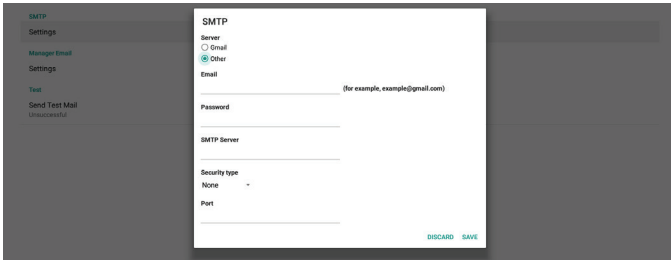 SMTP
Settings
Manager Email
Settings
Test
Send Test Mail
Unsuccessful
SMTP
Server
Gmail
Other
Email
(for example, example@gmail.com)
Password
SMTP Server
Security type
None
Port
DISCARD SAVE